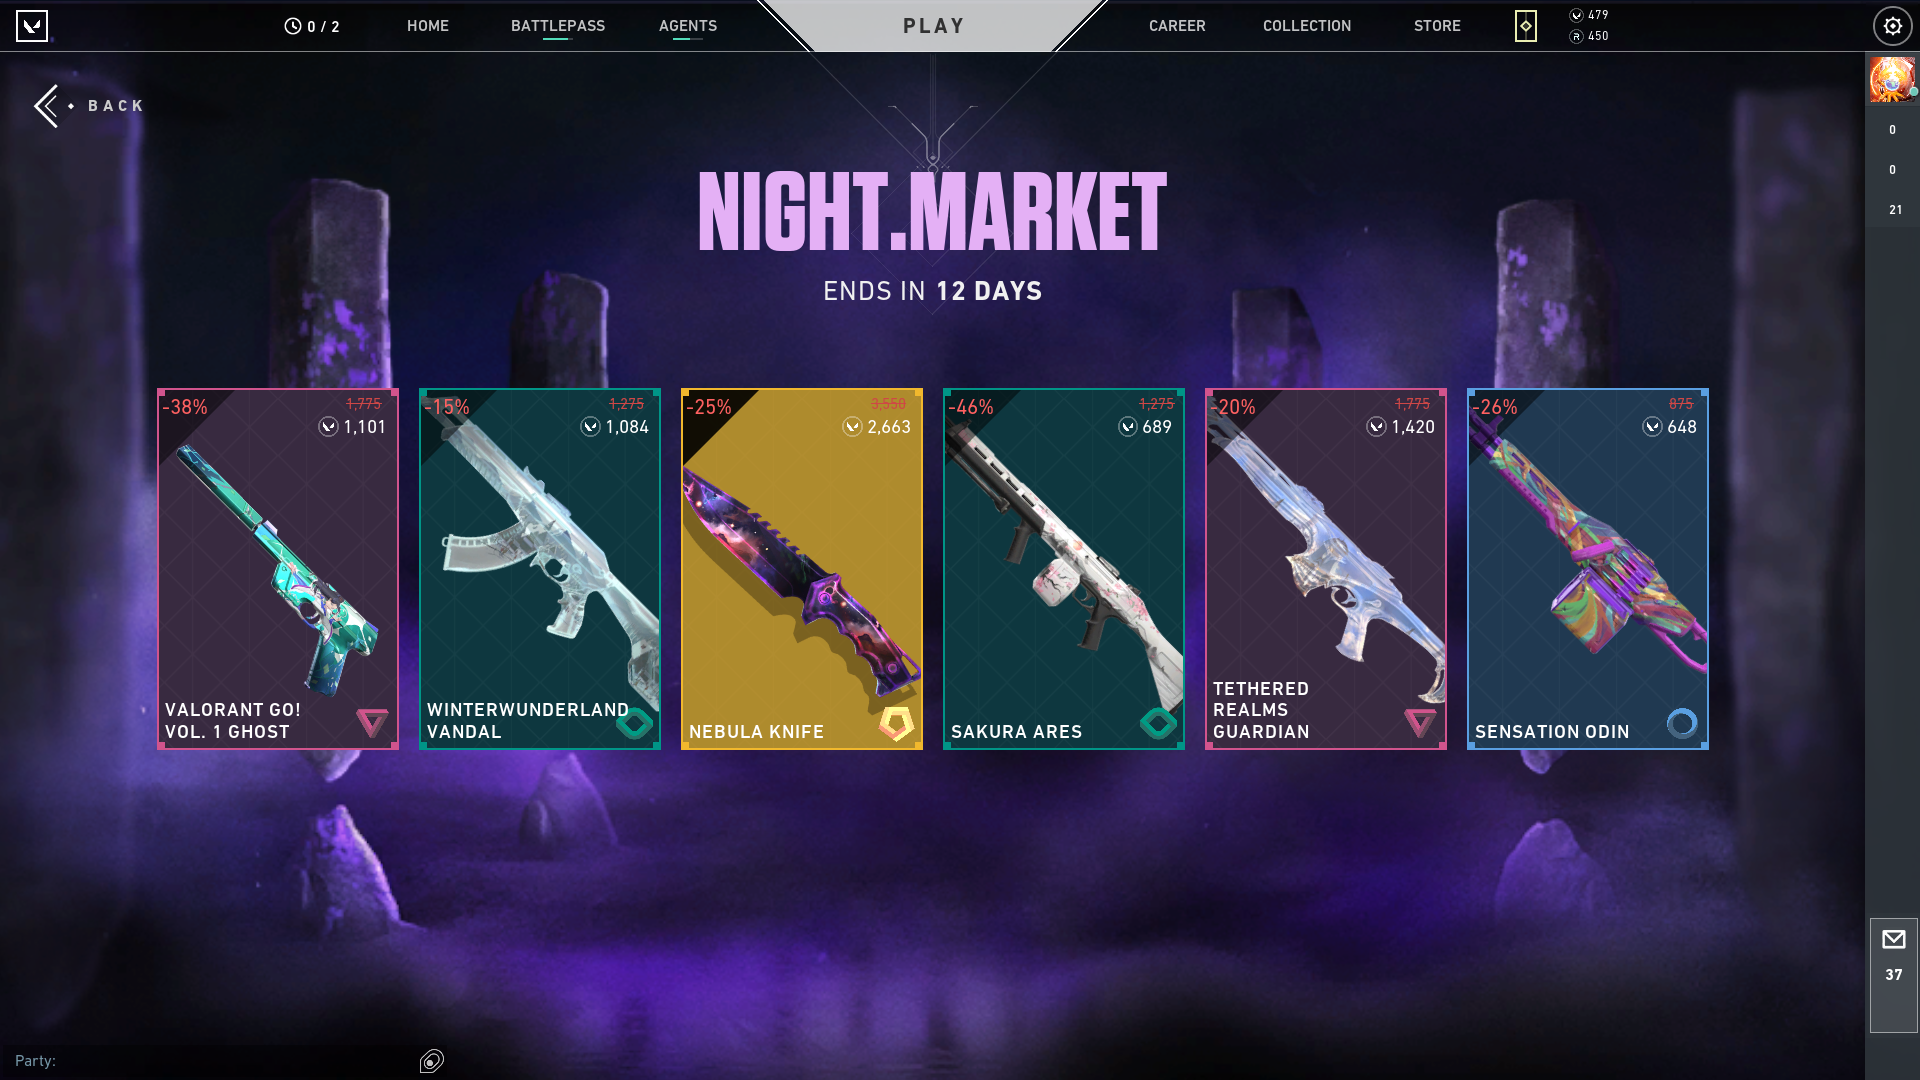 0 / 2
HOME
BATTLEPASS
AGENTS
PLAY
CAREER
COLLECTION
STORE
479
R 450
BACK
0
0
21
NIGHT.MARKET
ENDS IN 12 DAYS
-38%
1,775
1,101
VALORANT GO!
VOL. 1 GHOST
-15%
1,275
1,084
WINTERWUNDERLAND
VANDAL
-25%
3,550
2,663
NEBULA KNIFE
-46%
1,275
689
SAKURA ARES
-20%
1,775
1,420
TETHERED
REALMS
GUARDIAN
-26%
875
648
SENSATION ODIN
37
Party: